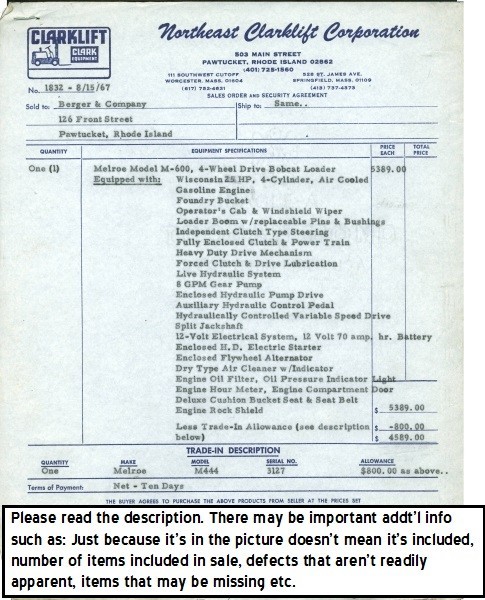 CLARKLIFT
CLARK
EQUIPMENT
Northeast Clarklift Corporation
503 MAIN STREET
PAWTUCKET, RHODE ISLAND 02862
(401) 725-1560
111 SOUTHWEST CUTOFF
WORCESTER, MASS. 01604
(617) 752-4621
526 ST. JAMES AVE.
SPRINGFIELD, MASS. 01109
(413) 737-4373
No. 1832 - 8/15/67
SALES ORDER AND SECURITY AGREEMENT
Sold to: Berger & Company
Ship to: Same..
126 Front Street
Pawtucket, Rhode Island
QUANTITY EQUIPMENT SPECIFICATIONS PRICE EACH TOTAL PRICE
One (1) Melroe Model M-600, 4-Wheel Drive Bobcat Loader 5389.00
Equipped with: Wisconsin 25 HP, 4-Cylinder, Air Cooled
Gasoline Engine
Foundry Bucket
Operator's Cab & Windshield Wiper
Loader Boom w/replaceable Pins & Bushings
Independent Clutch Type Steering
Fully Enclosed Clutch & Power Train
Heavy Duty Drive Mechanism
Forced Clutch & Drive Lubrication
Live Hydraulic System
8 GPM Gear Pump
Enclosed Hydraulic Pump Drive
Auxiliary Hydraulic Control Pedal
Hydraulically Controlled Variable Speed Drive
Split Jackshaft
12-Volt Electrical System, 12 Volt 70 amp. hr. Battery
Enclosed H.D. Electric Starter
Enclosed Flywheel Alternator
Dry Type Air Cleaner w/Indicator
Engine Oil Filter, Oil Pressure Indicator Light
Engine Hour Meter, Engine Compartment Door
Deluxe Cushion Bucket Seat & Seat Belt
Engine Rock Shield $ 5389.00
Less Trade-In Allowance (see description $ -800.00
below) $ 4589.00
TRADE-IN DESCRIPTION
QUANTITY MAKE MODEL SERIAL NO. ALLOWANCE
One Melroe M444 3127 $800.00 as above..
Terms of Payment: Net - Ten Days
THE BUYER AGREES TO PURCHASE THE ABOVE PRODUCTS FROM SELLER AT THE PRICES SET
Please read the description. There may be important addt'l info
such as: Just because it's in the picture doesn't mean it's included,
number of items included in sale, defects that aren't readily
apparent, items that may be missing etc.